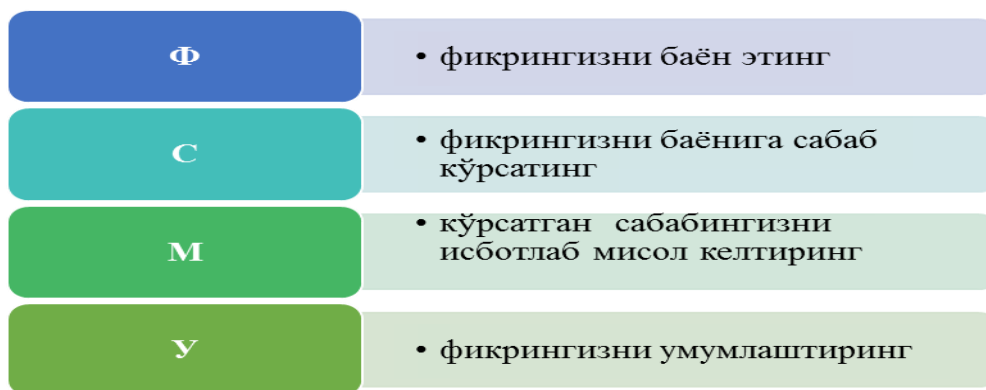 Ф
• фикрингизни баён этинг
С
• фикрингизни баёнига сабаб
кўрсатинг
М
• кўрсатган сабабингизни
исботлаб мисол келтиринг
У
• фикрингизни умумлаштиринг